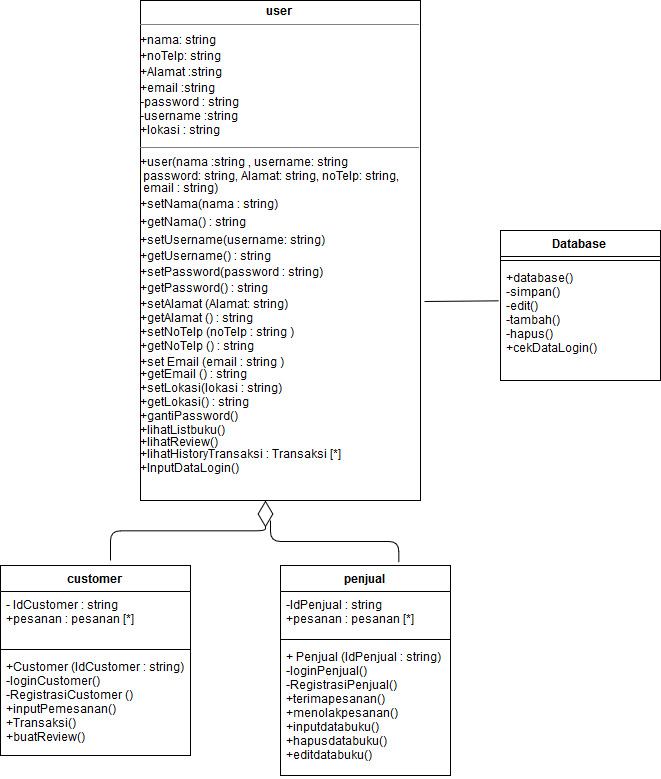 user
+nama: string
+noTelp: string
+Alamat :string
+email :string
-password : string
-username :string
+lokasi : string
+user(nama :string , username: string
password: string, Alamat: string, noTelp: string,
email : string)
+setNama(nama : string)
+getNama() : string
+setUsername(username: string)
+getUsername() : string
+setPassword(password : string)
+getPassword() : string
+setAlamat (Alamat: string)
+getAlamat () : string
+setNoTelp (noTelp : string )
+getNoTelp () : string
+set Email (email : string )
+getEmail () : string
+setLokasi(lokasi : string)
+getLokasi() : string
+gantiPassword()
+lihatListbuku()
+lihatReview()
+lihatHistoryTransaksi : Transaksi [*]
+InputDataLogin()
Database
+database()
-simpan()
-edit()
-tambah()
-hapus()
+cekDataLogin()
customer
- IdCustomer : string
+pesanan : pesanan [*]
+Customer (IdCustomer : string)
-loginCustomer()
-RegistrasiCustomer ()
+inputPemesanan()
+Transaksi()
+buatReview()
penjual
-IdPenjual : string
+pesanan : pesanan [*]
+ Penjual (IdPenjual : string)
-loginPenjual()
-RegistrasiPenjual()
+terimapesanan()
+menolakpesanan()
+inputdatabuku()
+hapusdatabuku()
+editdatabuku()